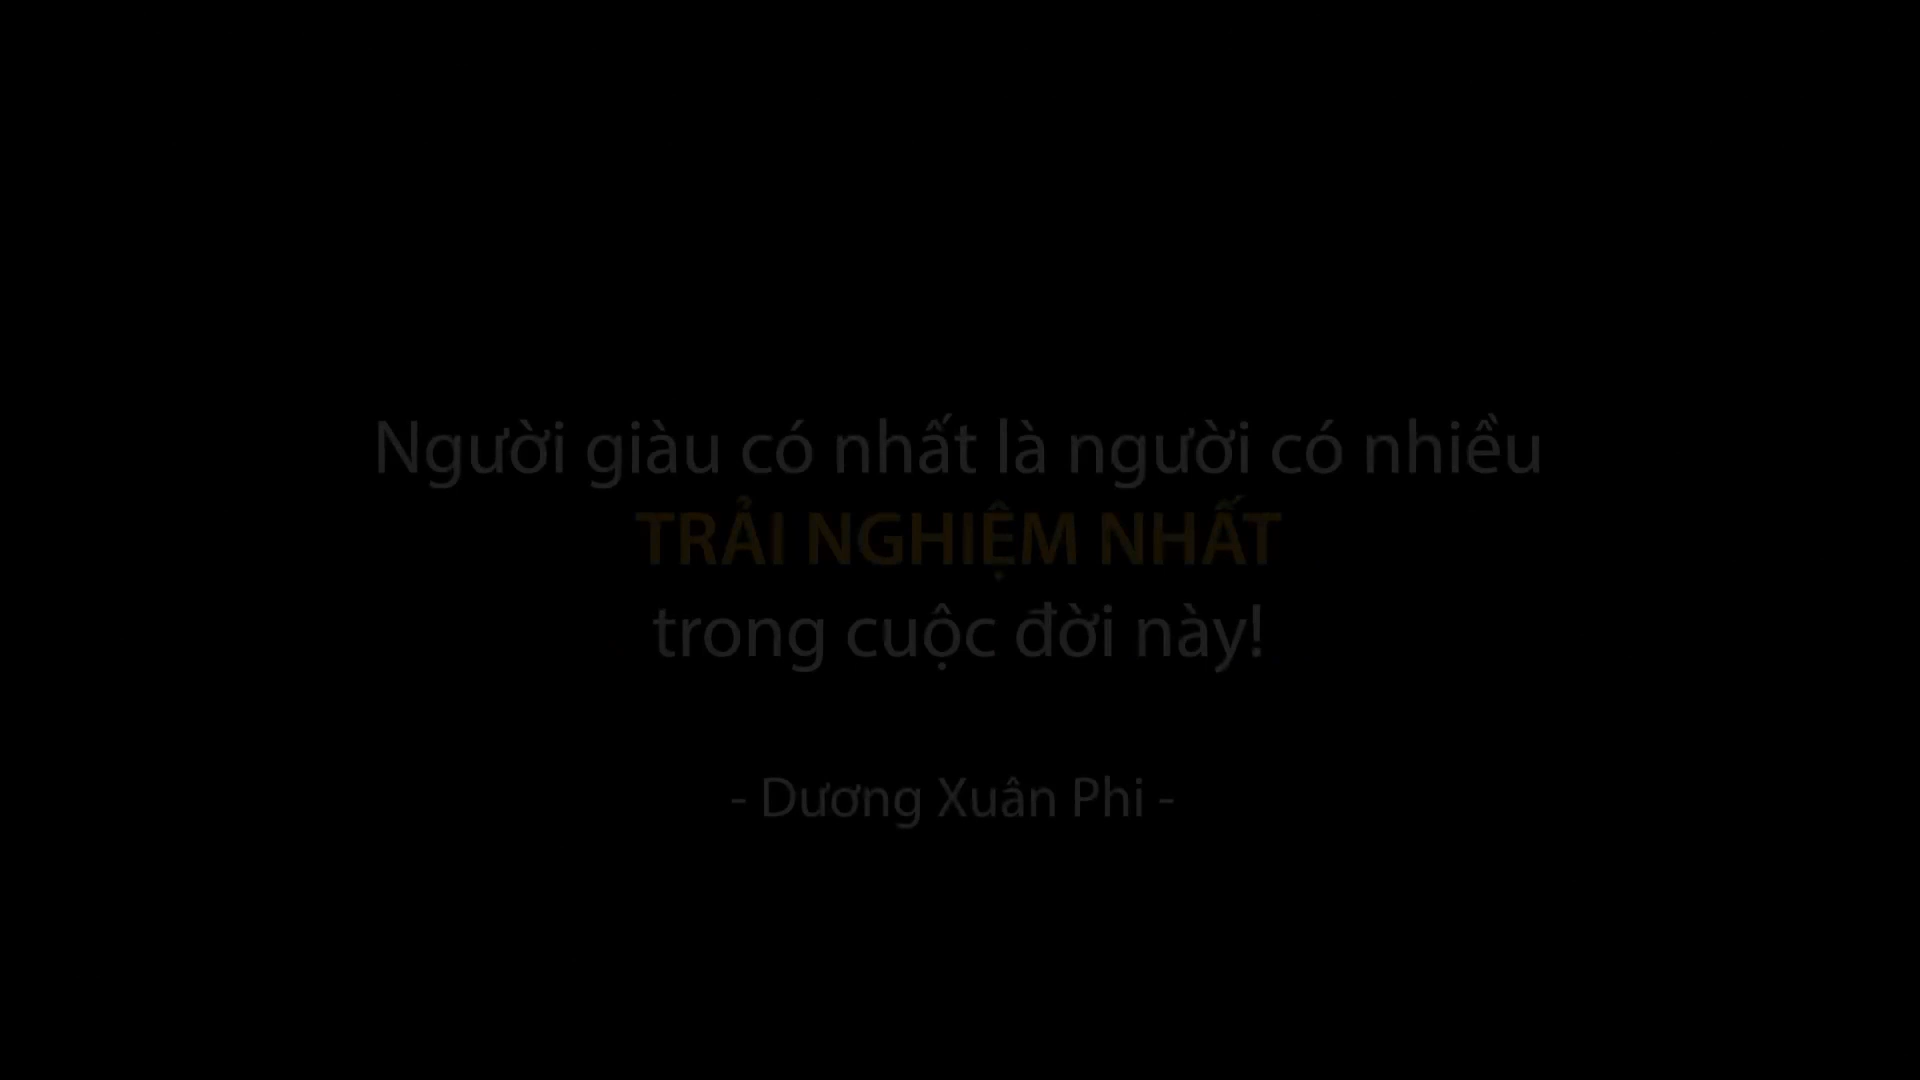 Người giàu có nhất là người có nhiều
TRẢI NGHIỆM NHẤT
trong cuộc đời này!
- Dương Xuân Phi -